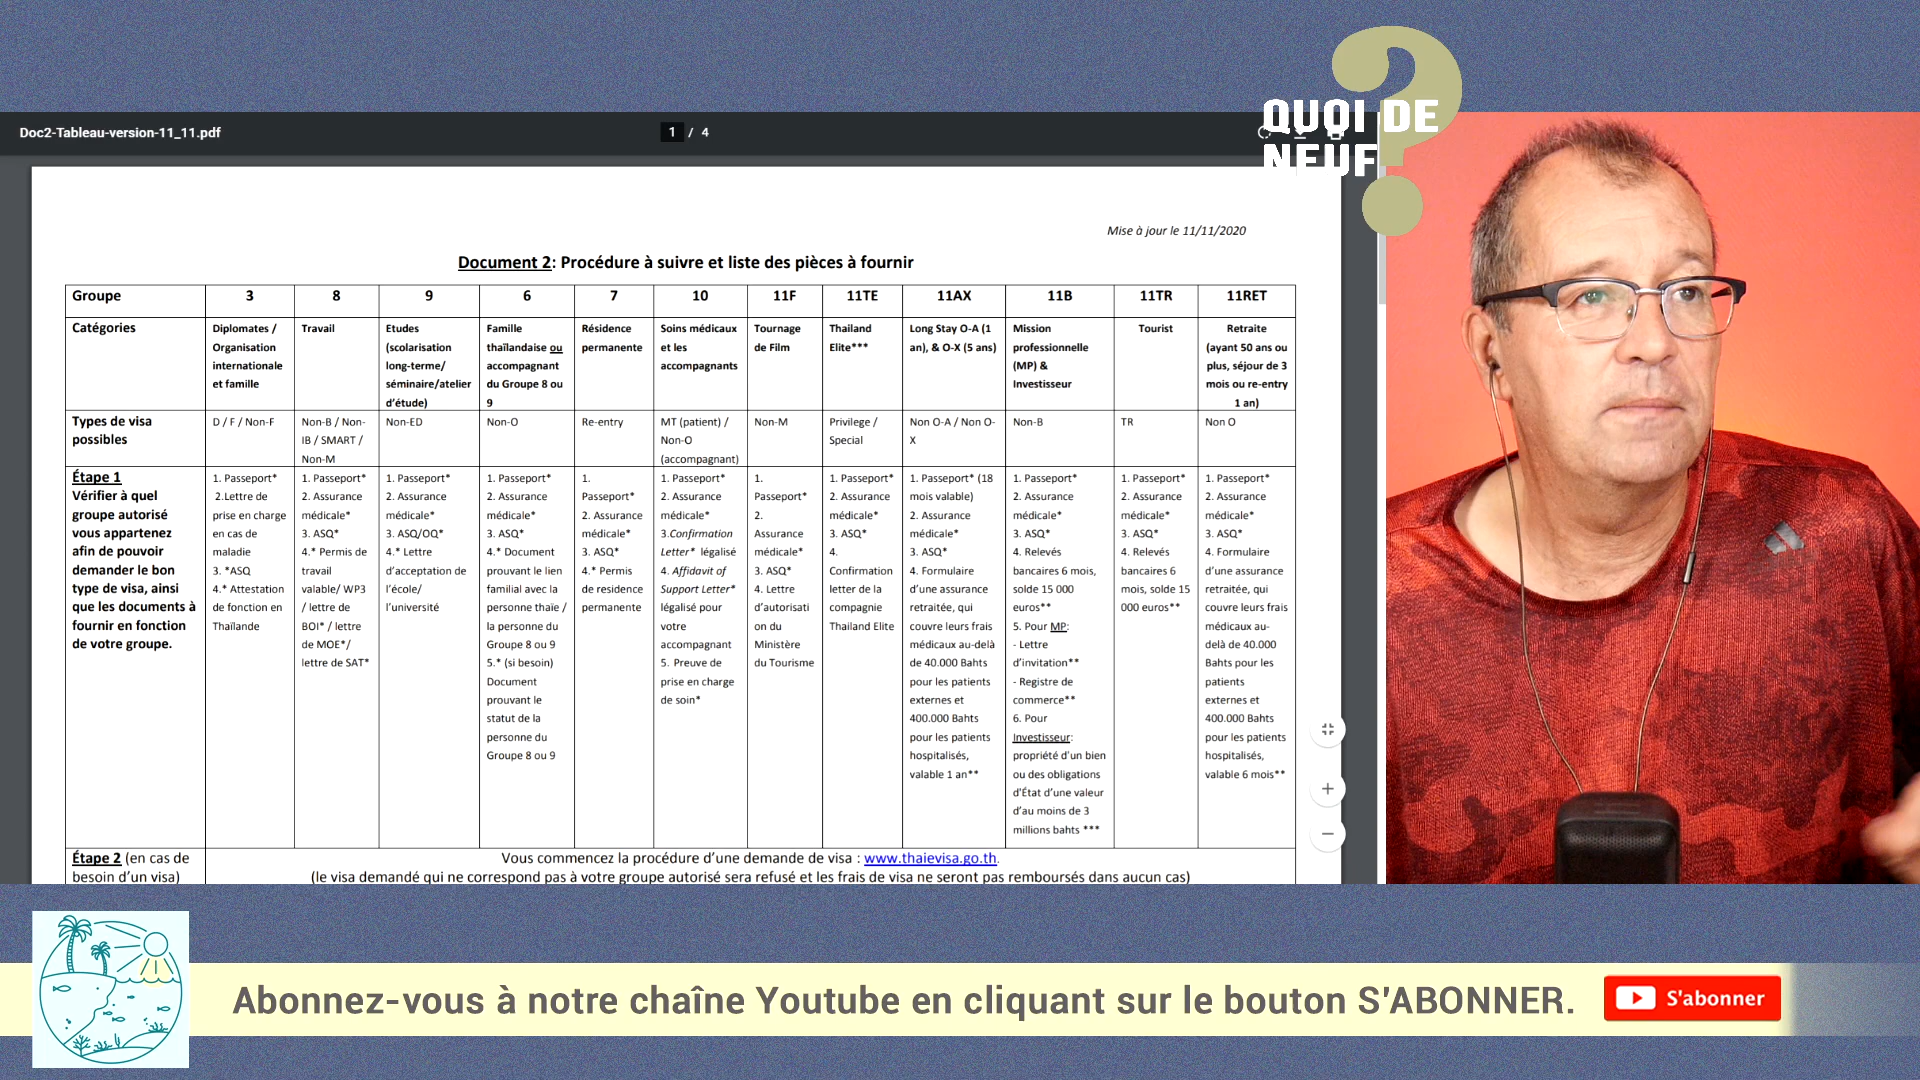 QUOI DE
NEUF
?
Doc2-Tableau-version-11_11.pdf
1 / 4
Mise à jour le 11/11/2020
Document 2: Procédure à suivre et liste des pièces à fournir
Groupe
3
8
9
6
7
10
11F
11TE
11AX
11B
11TR
11RET
Catégories
Diplomates /
Organisation
internationale
et famille
Travail
Etudes
(scolarisation
long-terme/
séminaire/atelier
d’étude)
Famille
thaïlandaise ou
accompagnant
du Groupe 8 ou
9
Résidence
permanente
Soins médicaux
et les
accompagnants
Tournage
de Film
Thailand
Elite***
Long Stay O-A (1
an), & O-X (5 ans)
Mission
professionnelle
(MP) &
Investisseur
Tourist
Retraite
(ayant 50 ans ou
plus, séjour de 3
mois ou re-entry
1 an)
Types de visa
possibles
D / F / Non-F
Non-B / Non-
IB / SMART /
Non-M
Non-ED
Non-O
Re-entry
MT (patient) /
Non-O
(accompagnant)
Non-M
Privilege /
Special
Non O-A / Non O-
X
Non-B
TR
Non O
Étape 1
Vérifier à quel
groupe autorisé
vous appartenez
afin de pouvoir
demander le bon
type de visa, ainsi
que les documents à
fournir en fonction
de votre groupe.
1. Passeport*
2.Lettre de
prise en charge
en cas de
maladie
3. *ASQ
4.* Attestation
de fonction en
Thaïlande
1. Passeport*
2. Assurance
médicale*
3. ASQ*
4.* Permis de
travail
valable/ WP3
/ lettre de
BOI* / lettre
de MOE*/
lettre de SAT*
1. Passeport*
2. Assurance
médicale*
3. ASQ/OQ*
4.* Lettre
d’acceptation de
l’école/
l’université
1. Passeport*
2. Assurance
médicale*
3. ASQ*
4.* Document
prouvant le lien
familial avec la
personne thaïe /
la personne du
Groupe 8 ou 9
5.* (si besoin)
Document
prouvant le
statut de la
personne du
Groupe 8 ou 9
1.
Passeport*
2. Assurance
médicale*
3. ASQ*
4.* Permis
de residence
permanente
1. Passeport*
2. Assurance
médicale*
3.Confirmation
Letter* légalisé
4. Affidavit of
Support Letter*
légalisé pour
votre
accompagnant
5. Preuve de
prise en charge
de soin*
1.
Passeport*
2.
Assurance
médicale*
3. ASQ*
4. Lettre
d’autorisati
on du
Ministère
du Tourisme
1. Passeport*
2. Assurance
médicale*
3. ASQ*
4.
Confirmation
letter de la
compagnie
Thailand Elite
1. Passeport* (18
mois valable)
2. Assurance
médicale*
3. ASQ*
4. Formulaire
d’une assurance
retraitée, qui
couvre leurs frais
médicaux au-delà
de 40.000 Bahts
pour les patients
externes et
400.000 Bahts
pour les patients
hospitalisés,
valable 1 an**
1. Passeport*
2. Assurance
médicale*
3. ASQ*
4. Relevés
bancaires 6 mois,
solde 15 000
euros**
5. Pour MP:
- Lettre
d’invitation**
- Registre de
commerce**
6. Pour
Investisseur:
propriété d’un bien
ou des obligations
d’État d’une valeur
d’au moins de 3
millions bahts ***
1. Passeport*
2. Assurance
médicale*
3. ASQ*
4. Relevés
bancaires 6
mois, solde 15
000 euros**
1. Passeport*
2. Assurance
médicale*
3. ASQ*
4. Formulaire
d’une assurance
retraitée, qui
couvre leurs frais
médicaux au-
delà de 40.000
Bahts pour les
patients
externes et
400.000 Bahts
pour les patients
hospitalisés,
valable 6 mois**
Étape 2 (en cas de
besoin d’un visa)
Vous commencez la procédure d’une demande de visa : www.thaievisa.go.th.
(le visa demandé qui ne correspond pas à votre groupe autorisé sera refusé et les frais de visa ne seront pas remboursés dans aucun cas)
Abonnez-vous à notre chaîne Youtube en cliquant sur le bouton S'ABONNER.
S'abonner